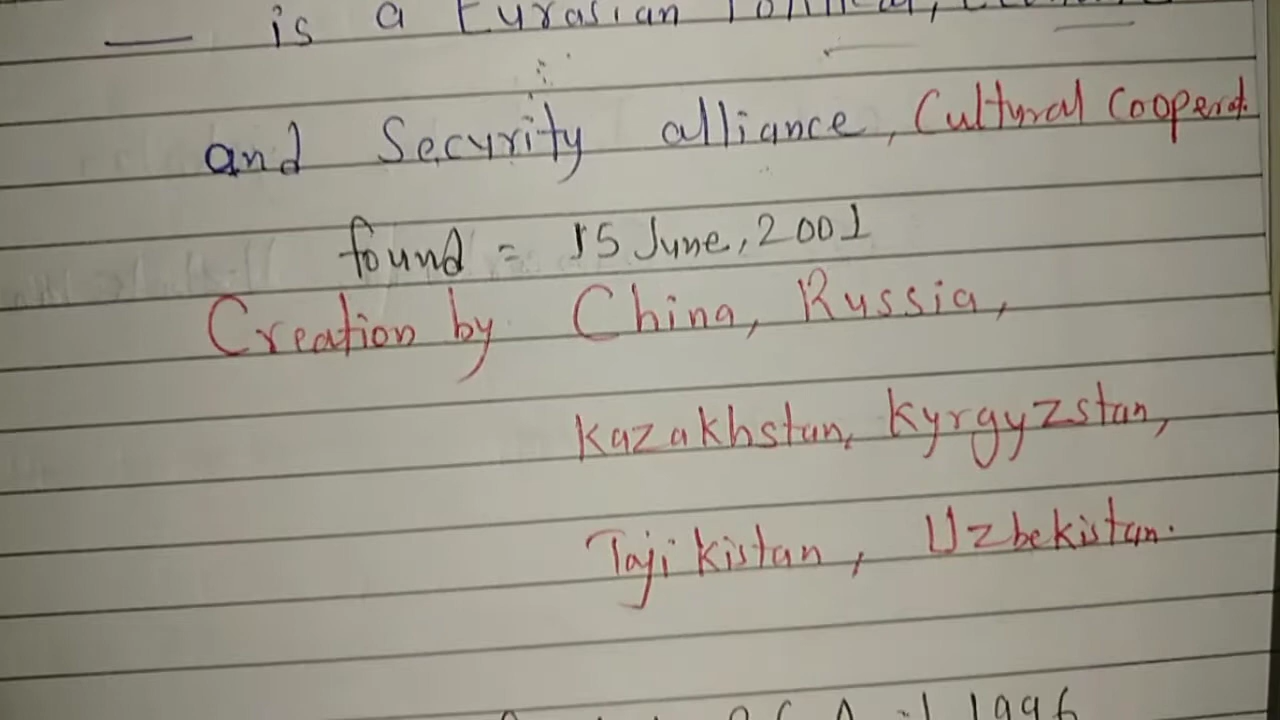 is a Eurasian
and Security alliance, Cultural Cooperat.
found = 15 June, 2001
Creation by China, Russia,
Kazakhstan, Kyrgyzstan,
Tajikistan, Uzbekistan.
1996